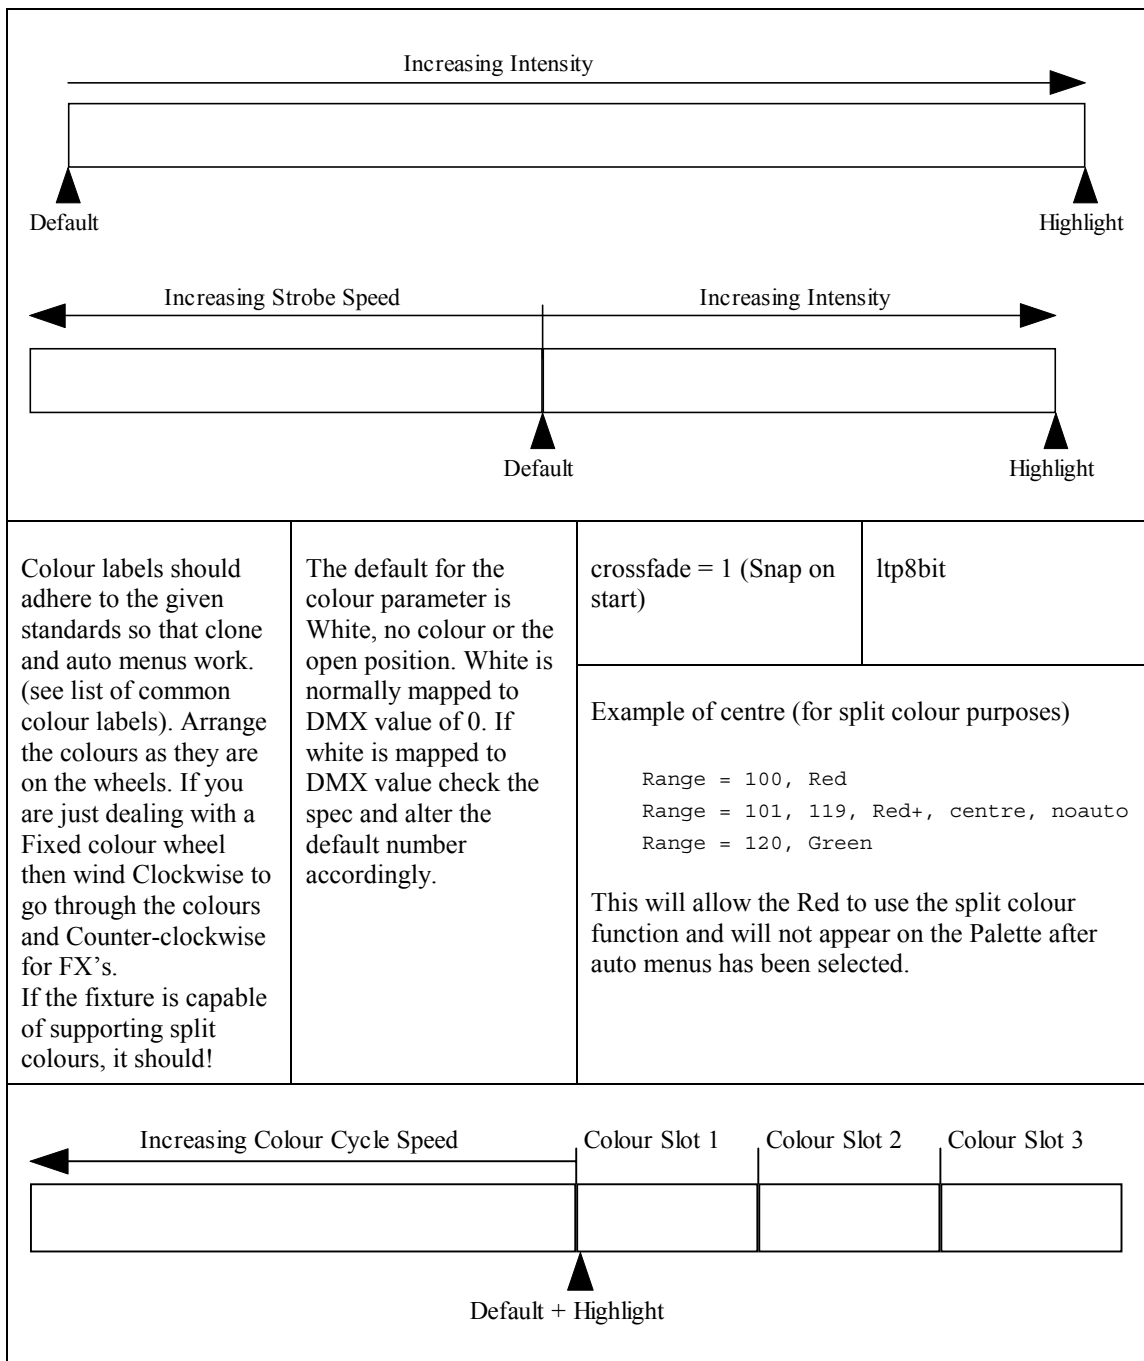 Increasing Intensity
Default
Highlight
Increasing Strobe Speed
Increasing Intensity
Default
Highlight
Colour labels should
adhere to the given
standards so that clone
and auto menus work.
(see list of common
colour labels). Arrange
the colours as they are
on the wheels. If you
are just dealing with a
Fixed colour wheel
then wind Clockwise to
go through the colours
and Counter-clockwise
for FX's.
If the fixture is capable
of supporting split
colours, it should!
The default for the
colour parameter is
White, no colour or the
open position. White is
normally mapped to
DMX value of 0. If
white is mapped to
DMX value check the
spec and alter the
default number
accordingly.
crossfade = 1 (Snap on
start)
ltp8bit
Example of centre (for split colour purposes)
Range = 100, Red
Range = 101, 119, Red+, centre, noauto
Range = 120, Green
This will allow the Red to use the split colour
function and will not appear on the Palette after
auto menus has been selected.
Increasing Colour Cycle Speed
Colour Slot 1
Colour Slot 2
Colour Slot 3
Default + Highlight